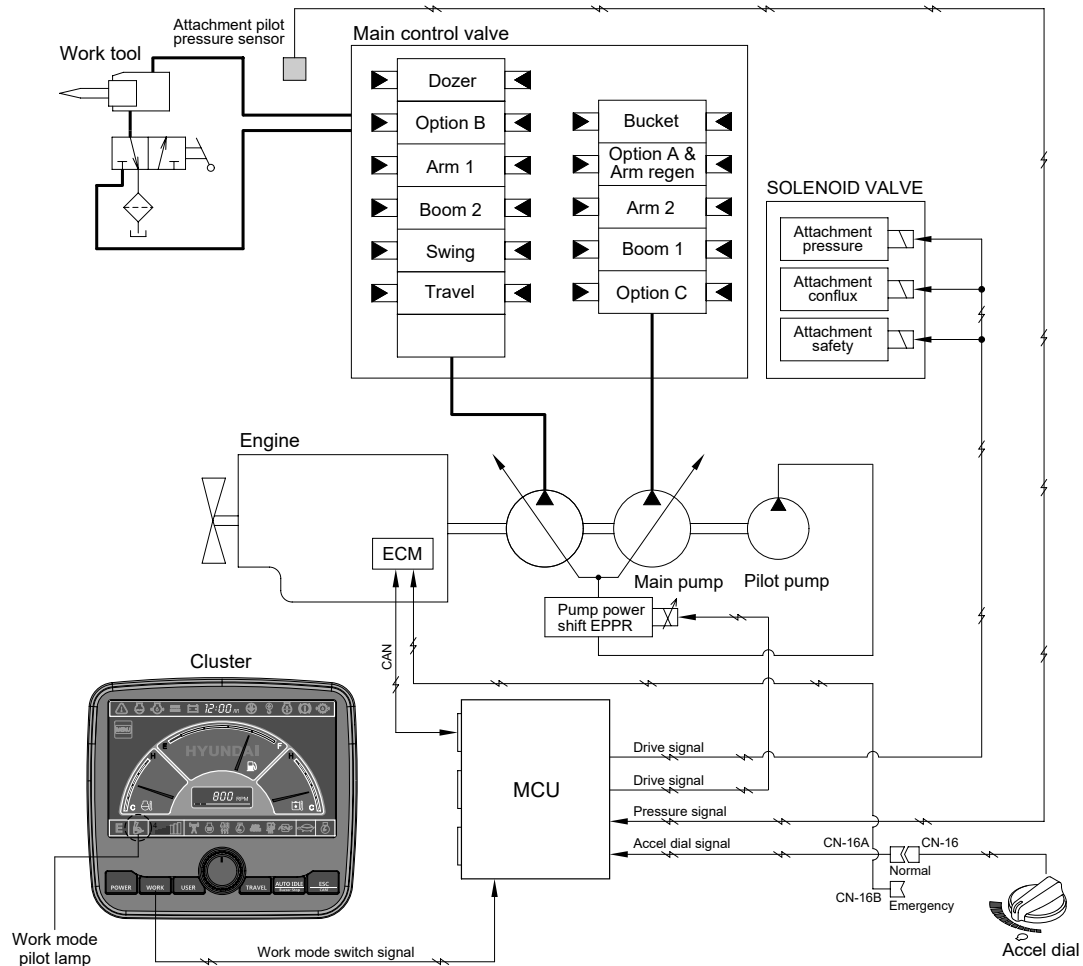 Attachment pilot
pressure sensor
Work tool
Main control valve
Dozer
Option B
Arm 1
Boom 2
Swing
Travel
Bucket
Option A &
Arm regen
Arm 2
Boom 1
Option C
SOLENOID VALVE
Attachment
pressure
Attachment
conflux
Attachment
safety
Engine
ECM
Main pump
Pilot pump
Pump power
shift EPPR
CAN
Cluster
12:00
HYUNDAI
E
F
H
H
C
C
800 RPM
E
POWER
WORK
USER
TRAVEL
AUTO IDLE
ESC
MCU
Drive signal
Drive signal
Pressure signal
Accel dial signal
CN-16A
CN-16
Normal
CN-16B
Emergency
Accel dial
Work mode
pilot lamp
Work mode switch signal